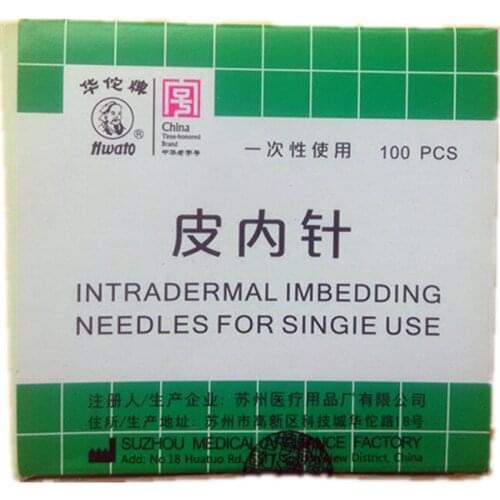 华佗牌
Hwato®
China
Time-honored
Brand
中华老字号
一次性使用 100 PCS
皮内针
INTRADERMAL IMBEDDING
NEEDLES FOR SINGIE USE
注册人/生产企业: 苏州医疗用品厂有限公司
住所/生产地址: 苏州市高新区科技城华佗路18号
SUZHOU MEDICAL APPLIANCE FACTORY
Add: No.18 Huatuo Rd. New District, China